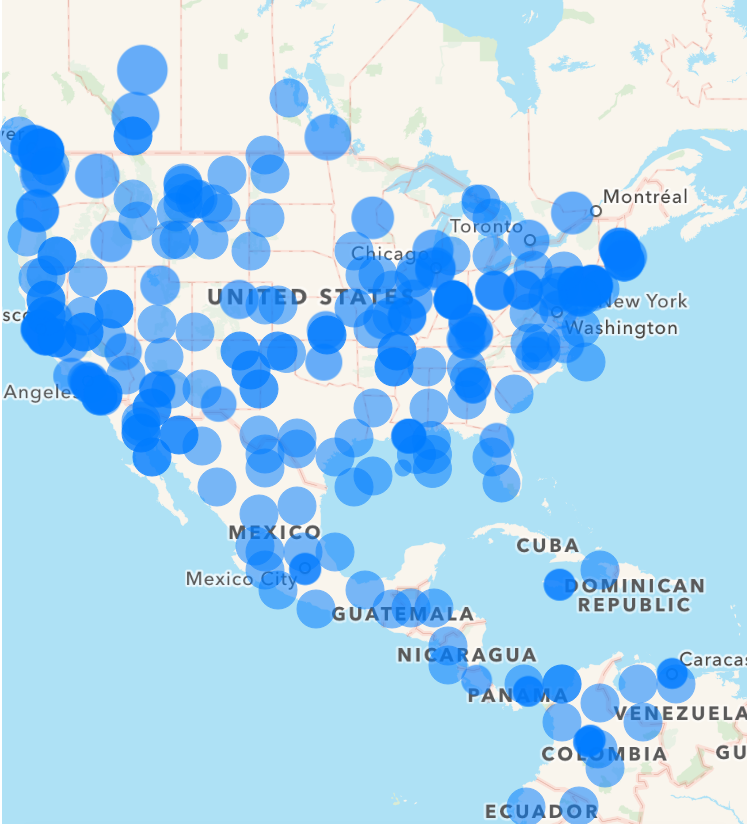 Montréal
Toronto
Chicago
UNITED STATES
New York
Washington
Angeles
MEXICO
CUBA
Mexico City
DOMINICAN
REPUBLIC
GUATEMALA
NICARAGUA
Caracas
PANAMA
VENEZUELA
COLOMBIA
GU
ECUADOR